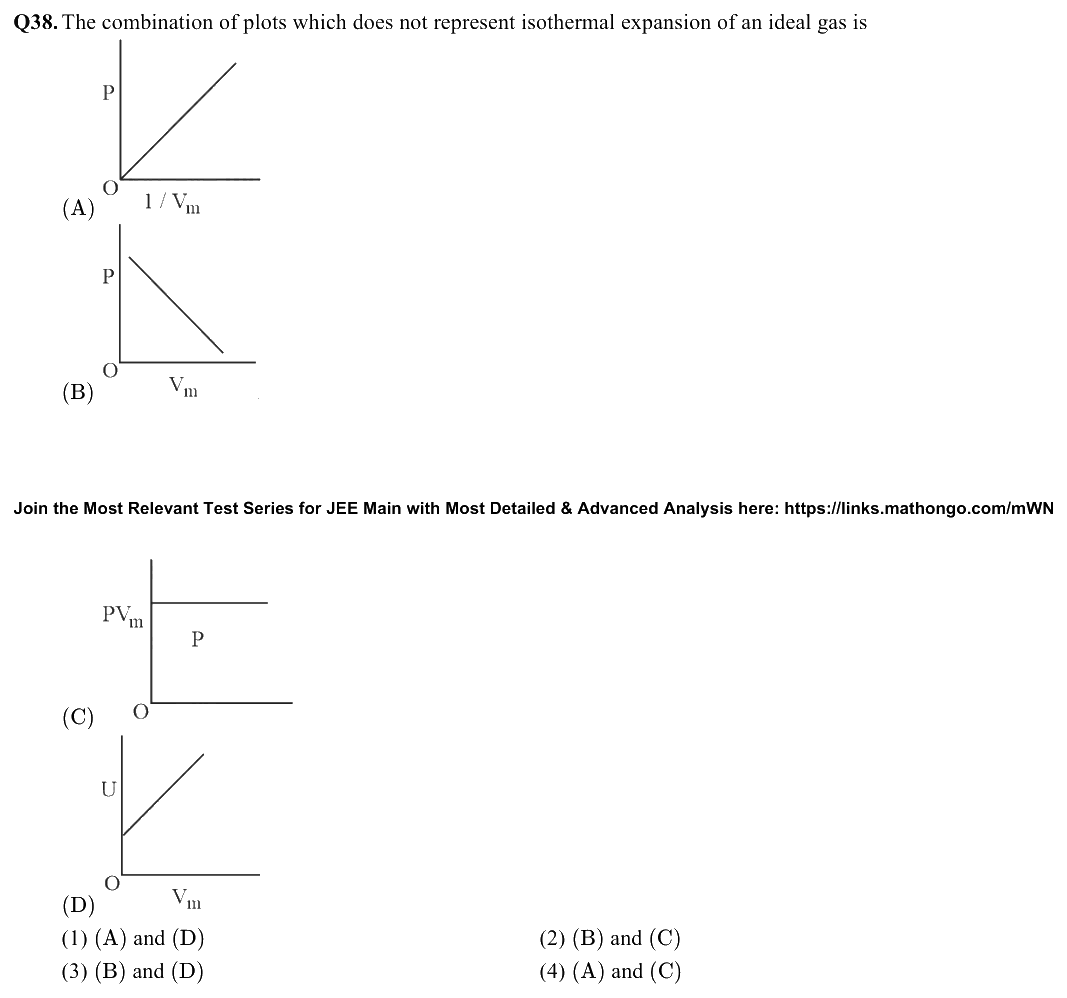 Q38. The combination of plots which does not represent isothermal expansion of an ideal gas is
P
O
1 / Vm
(A)
P
O
Vm
(B)
Join the Most Relevant Test Series for JEE Main with Most Detailed & Advanced Analysis here: https://links.mathongo.com/mWN
PVm
P
O
(C)
U
O
Vm
(D)
(1) (A) and (D) (2) (B) and (C)
(3) (B) and (D) (4) (A) and (C)